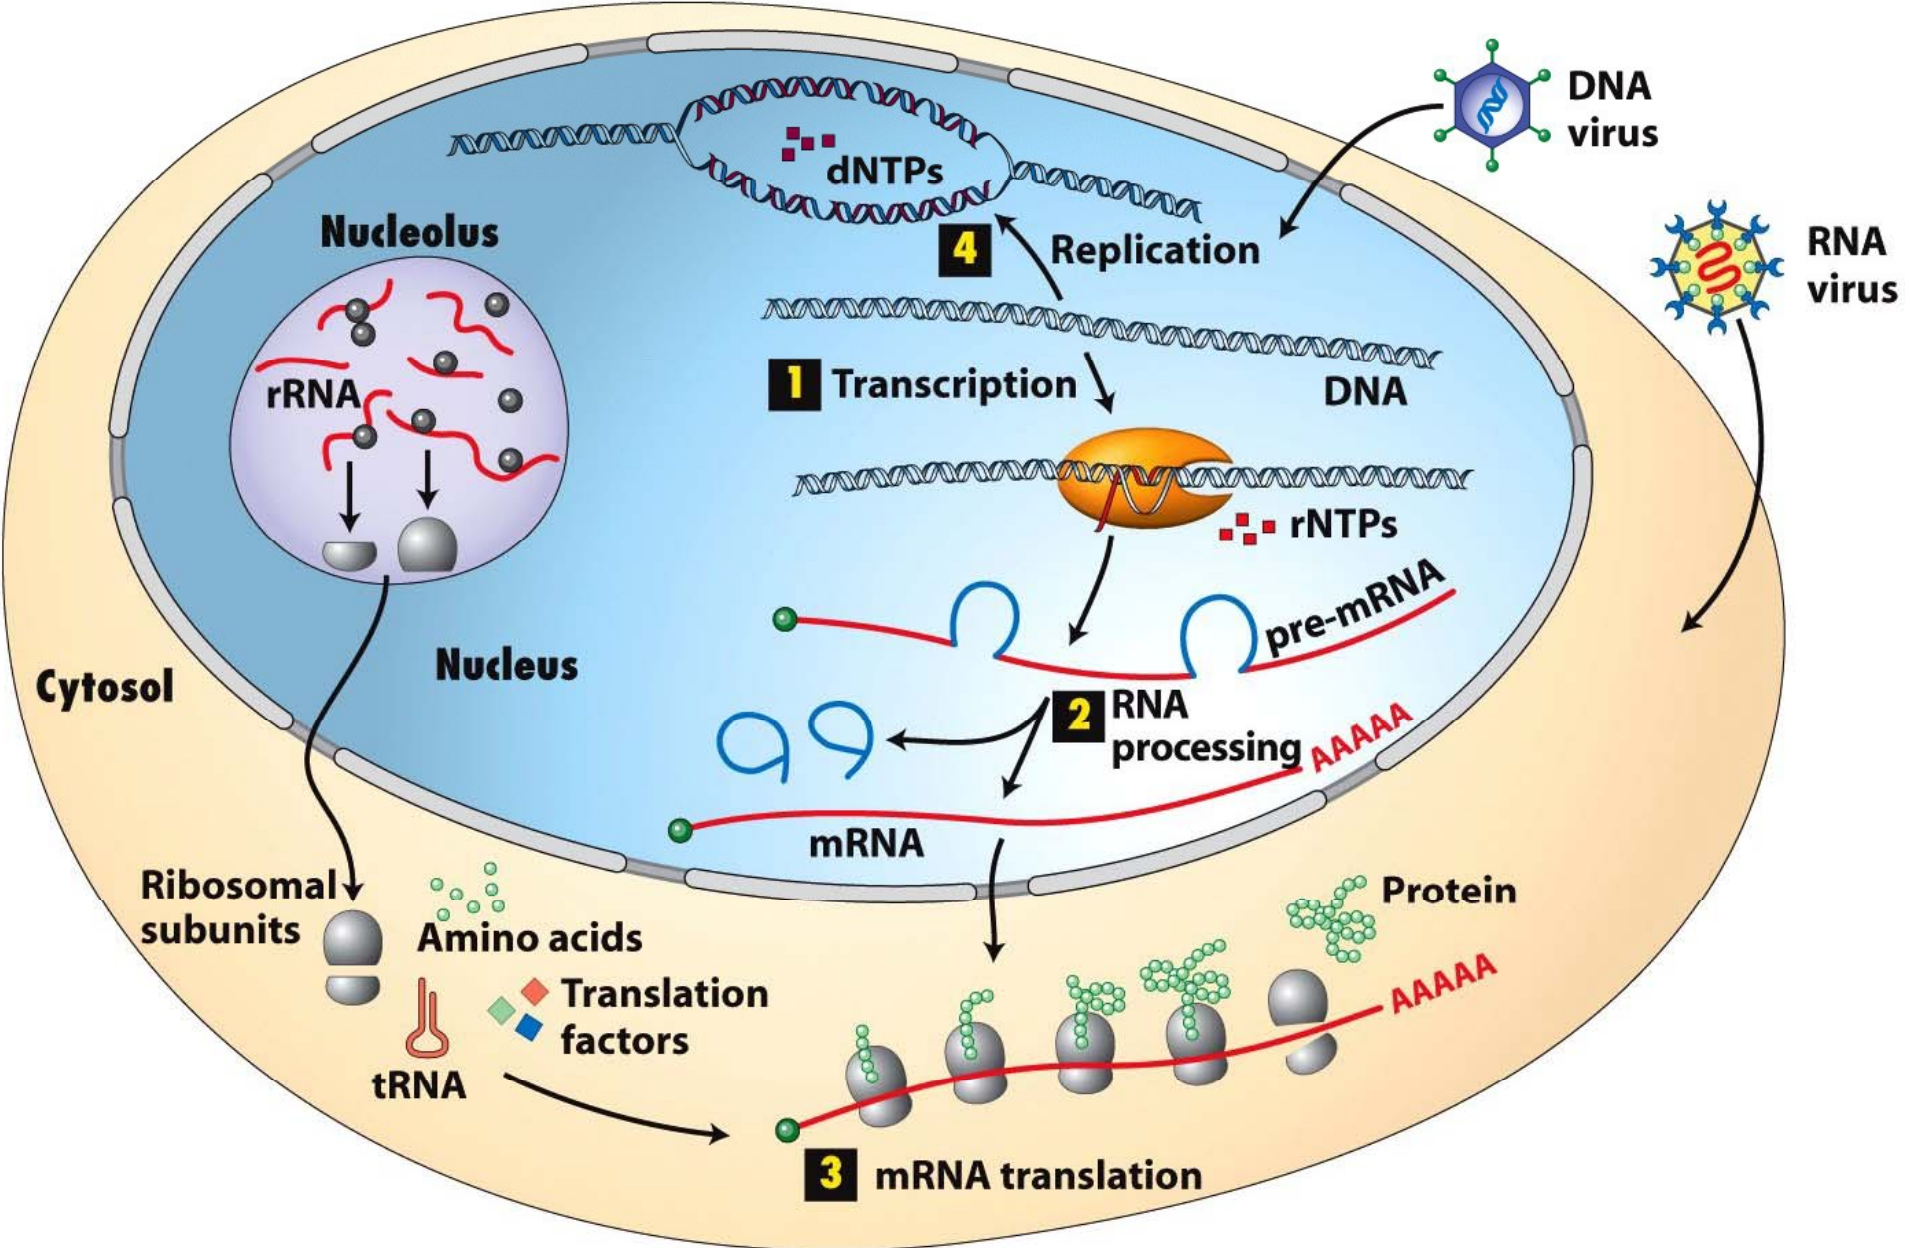 DNA
virus
dNTPs
RNA
virus
Nucleolus
4
Replication
rRNA
1
Transcription
DNA
rNTPs
pre-mRNA
Nucleus
Cytosol
2
RNA
processing
AAAAA
mRNA
Ribosomal
subunits
Amino acids
Protein
Translation
factors
AAAAA
tRNA
3
mRNA translation